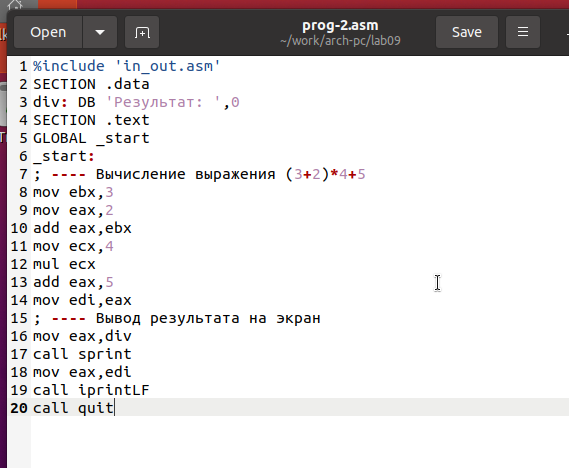 Open
prog-2.asm
~/work/arch-pc/lab09
Save
1 %include 'in_out.asm'
2 SECTION .data
3 div: DB 'Результат: ',0
4 SECTION .text
5 GLOBAL _start
6 _start:
7 ; ---- Вычисление выражения (3+2)*4+5
8 mov ebx,3
9 mov eax,2
10 add eax,ebx
11 mov ecx,4
12 mul ecx
13 add eax,5
14 mov edi,eax
15 ; ---- Вывод результата на экран
16 mov eax,div
17 call sprint
18 mov eax,edi
19 call iprintLF
20 call quit